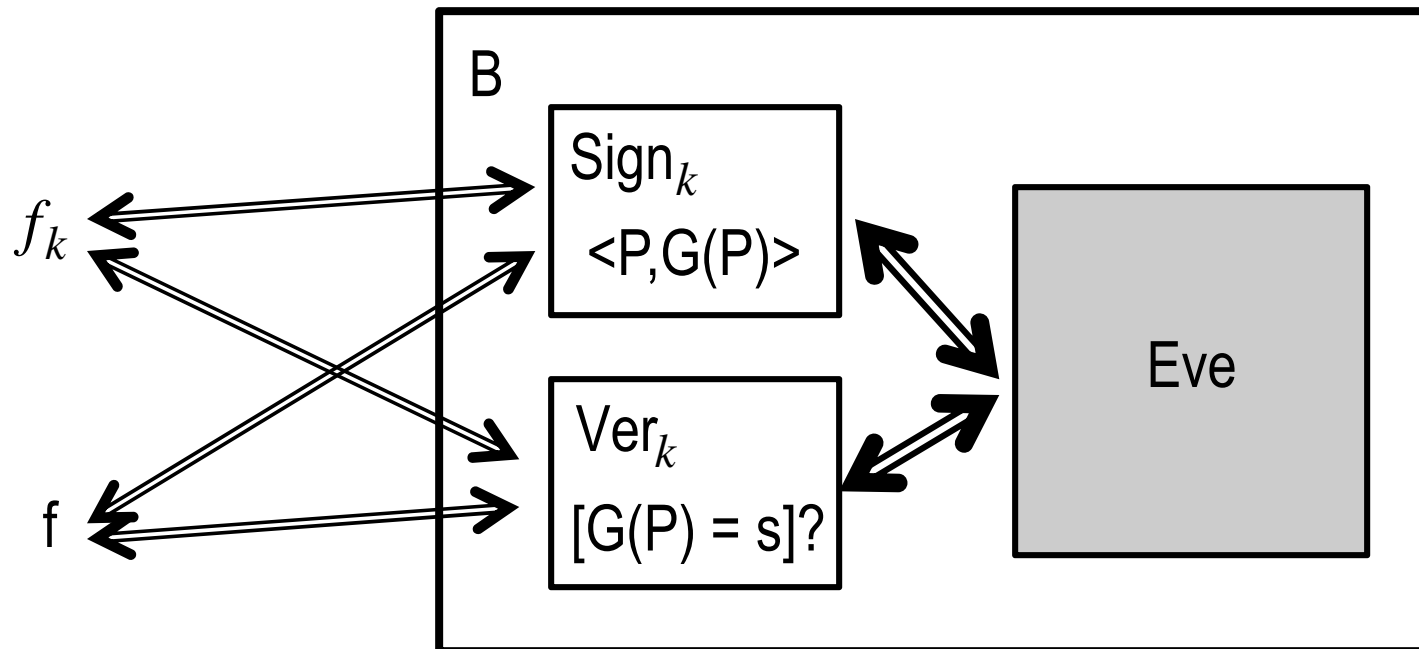 B
Sign_k
<P,G(P)>
f_k
Eve
Ver_k
[G(P) = s]?
f